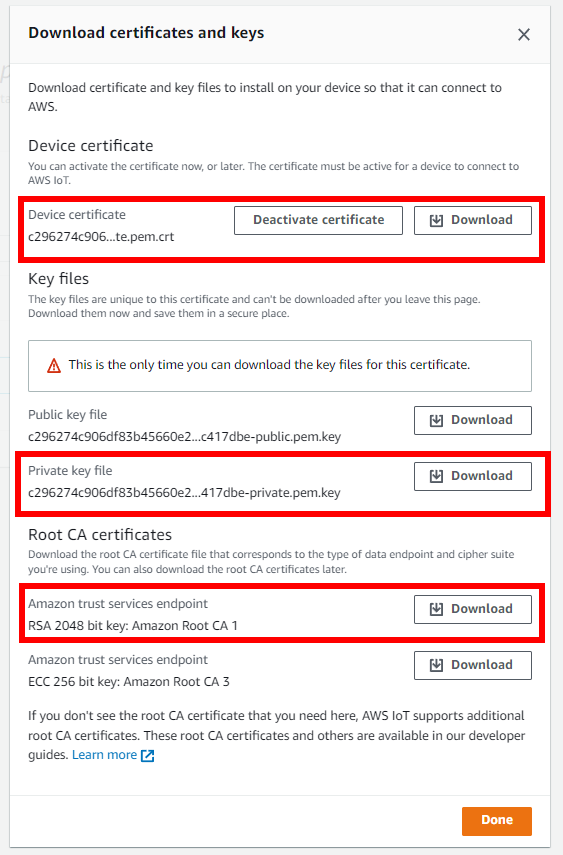 Download certificates and keys
Download certificate and key files to install on your device so that it can connect to
AWS.
Device certificate
You can activate the certificate now, or later. The certificate must be active for a device to connect to
AWS IoT.
Device certificate
c296274c906...te.pem.crt
Deactivate certificate
Download
Key files
The key files are unique to this certificate and can't be downloaded after you leave this page.
Download them now and save them in a secure place.
This is the only time you can download the key files for this certificate.
Public key file
c296274c906df83b45660e2...c417dbe-public.pem.key
Download
Private key file
c296274c906df83b45660e2...417dbe-private.pem.key
Download
Root CA certificates
Download the root CA certificate file that corresponds to the type of data endpoint and cipher suite
you're using. You can also download the root CA certificates later.
Amazon trust services endpoint
RSA 2048 bit key: Amazon Root CA 1
Download
Amazon trust services endpoint
ECC 256 bit key: Amazon Root CA 3
Download
If you don't see the root CA certificate that you need here, AWS IoT supports additional
root CA certificates. These root CA certificates and others are available in our developer
guides. Learn more
Done